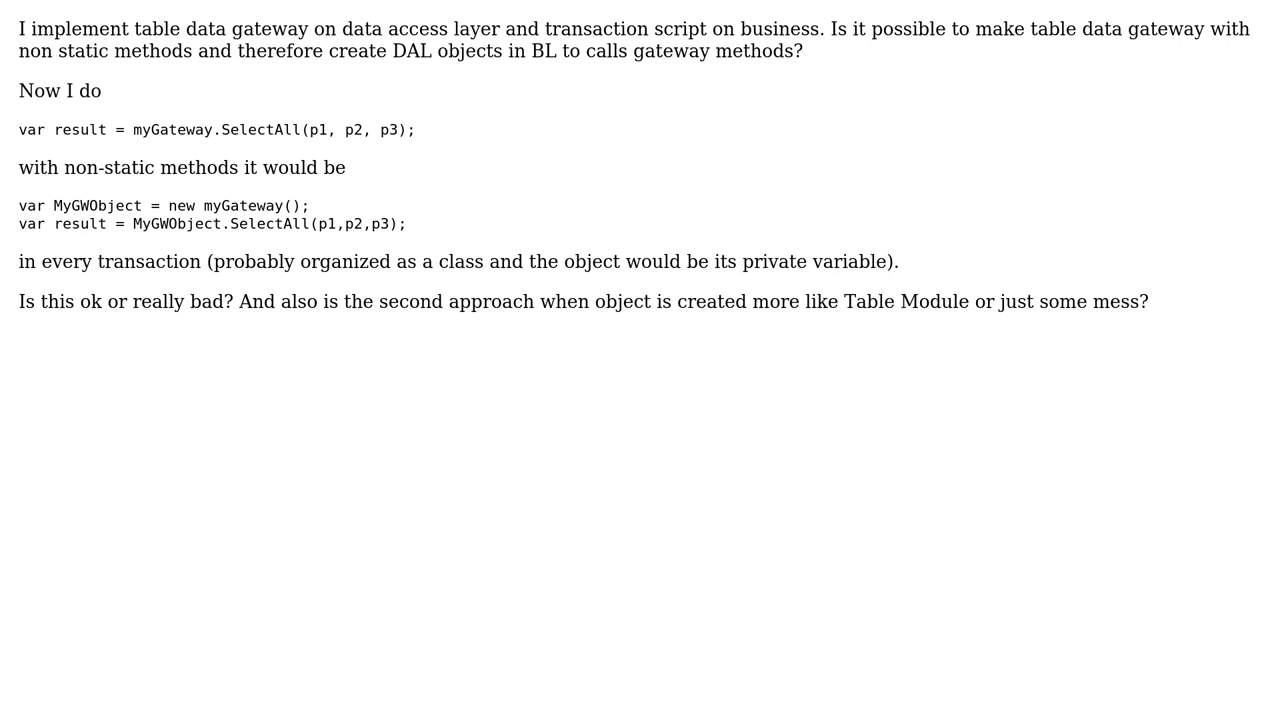 I implement table data gateway on data access layer and transaction script on business. Is it possible to make table data gateway with
non static methods and therefore create DAL objects in BL to calls gateway methods?
Now I do
var result = myGateway.SelectAll(p1, p2, p3);
with non-static methods it would be
var MyGWObject = new myGateway();
var result = MyGWObject.SelectAll(p1,p2,p3);
in every transaction (probably organized as a class and the object would be its private variable).
Is this ok or really bad? And also is the second approach when object is created more like Table Module or just some mess?